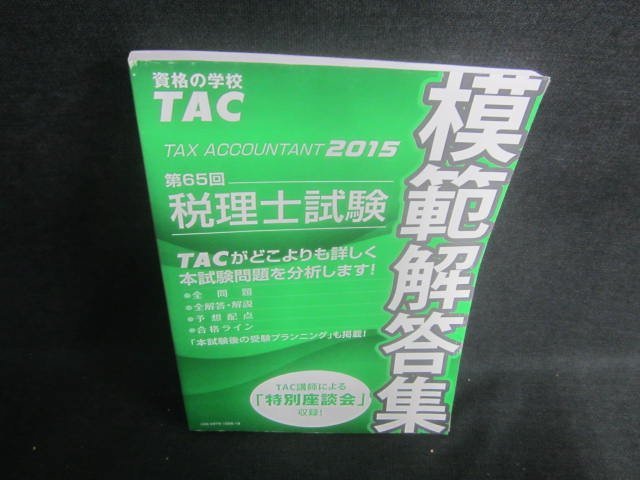 資格の学校
TAC
TAX ACCOUNTANT 2015
第65回
税理士試験
模範解答集
TACがどこよりも詳しく
本試験問題を分析します!
●全問題
●全解答・解説
●予想配点
●合格ライン
「本試験後の受験プランニング」も掲載!
TAC講師による
「特別座談会」
収録!